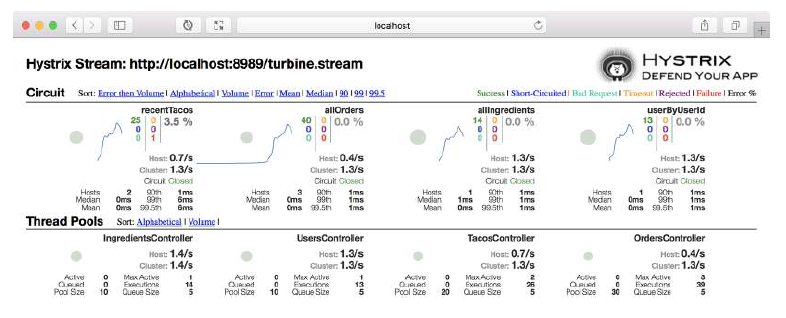 localhost
Hystrix Stream: http://localhost:8989/turbine.stream
HYSTRIX
DEFEND YOUR APP
Circuit Sort: Error then Volume | Alphabetical | Volume | Error | Mean | Median | 90 | 99 | 99.5
Success | Short-Circuited | Bad Request | Timeout | Rejected | Failure | Error %
recentTacos
25 0 3.5 %
0 0
0 1
Host: 0.7/s
Cluster: 1.3/s
Circuit Closed
Hosts 2 90th 1ms
Median 0ms 99th 6ms
Mean 0ms 99.5th 6ms
allOrders
40 0 0.0 %
0 0
0 0
Host: 0.4/s
Cluster: 1.3/s
Circuit Closed
Hosts 3 90th 1ms
Median 0ms 99th 1ms
Mean 0ms 99.5th 1ms
allIngredients
14 0 0.0 %
0 0
0 0
Host: 1.3/s
Cluster: 1.3/s
Circuit Closed
Hosts 1 90th 1ms
Median 1ms 99th 1ms
Mean 0ms 99.5th 1ms
userByUserId
13 0 0.0 %
0 0
0 0
Host: 1.3/s
Cluster: 1.3/s
Circuit Closed
Hosts 1 90th 1ms
Median 0ms 99th 1ms
Mean 0ms 99.5th 1ms
Thread Pools Sort: Alphabetical | Volume |
IngredientsController
Host: 1.4/s
Cluster: 1.4/s
Active 0 Max Active 1
Queued 0 Executions 14
Pool Size 10 Queue Size 5
UsersController
Host: 1.3/s
Cluster: 1.3/s
Active 0 Max Active 1
Queued 0 Executions 13
Pool Size 10 Queue Size 5
TacosController
Host: 0.7/s
Cluster: 1.3/s
Active 0 Max Active 2
Queued 0 Executions 26
Pool Size 20 Queue Size 5
OrdersController
Host: 0.4/s
Cluster: 1.3/s
Active 0 Max Active 3
Queued 0 Executions 39
Pool Size 30 Queue Size 5